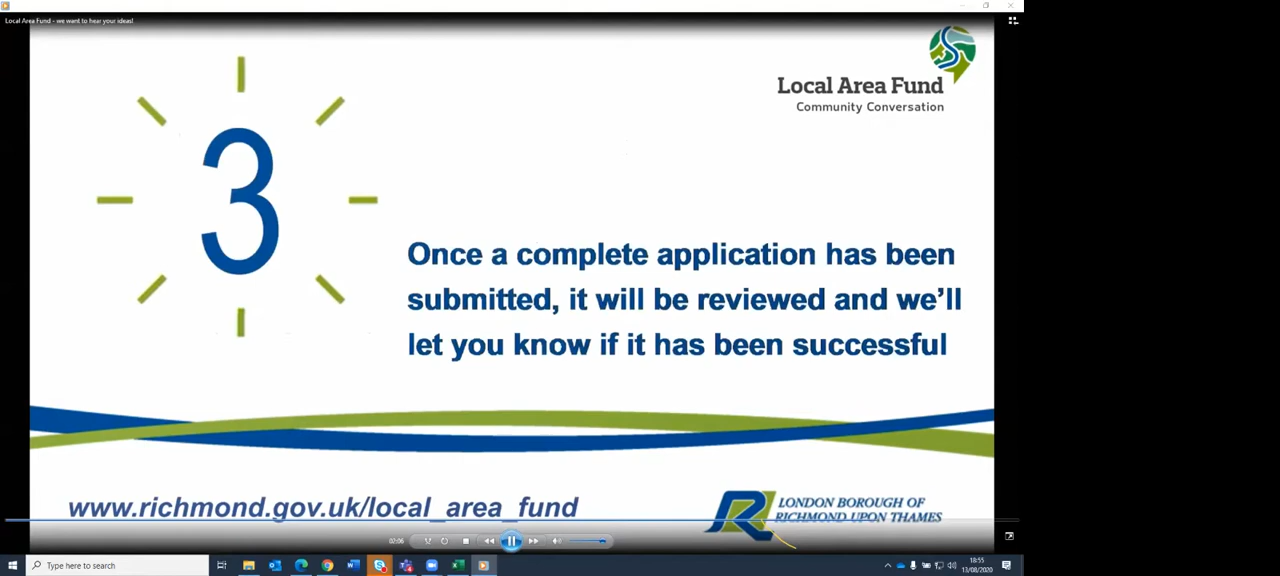 Local Area Fund - we want to hear your ideas!
Local Area Fund
Community Conversation
3
Once a complete application has been
submitted, it will be reviewed and we'll
let you know if it has been successful
www.richmond.gov.uk/local_area_fund
LONDON BOROUGH OF
RICHMOND UPON THAMES
02:06
Type here to search
18:55
13/08/2020